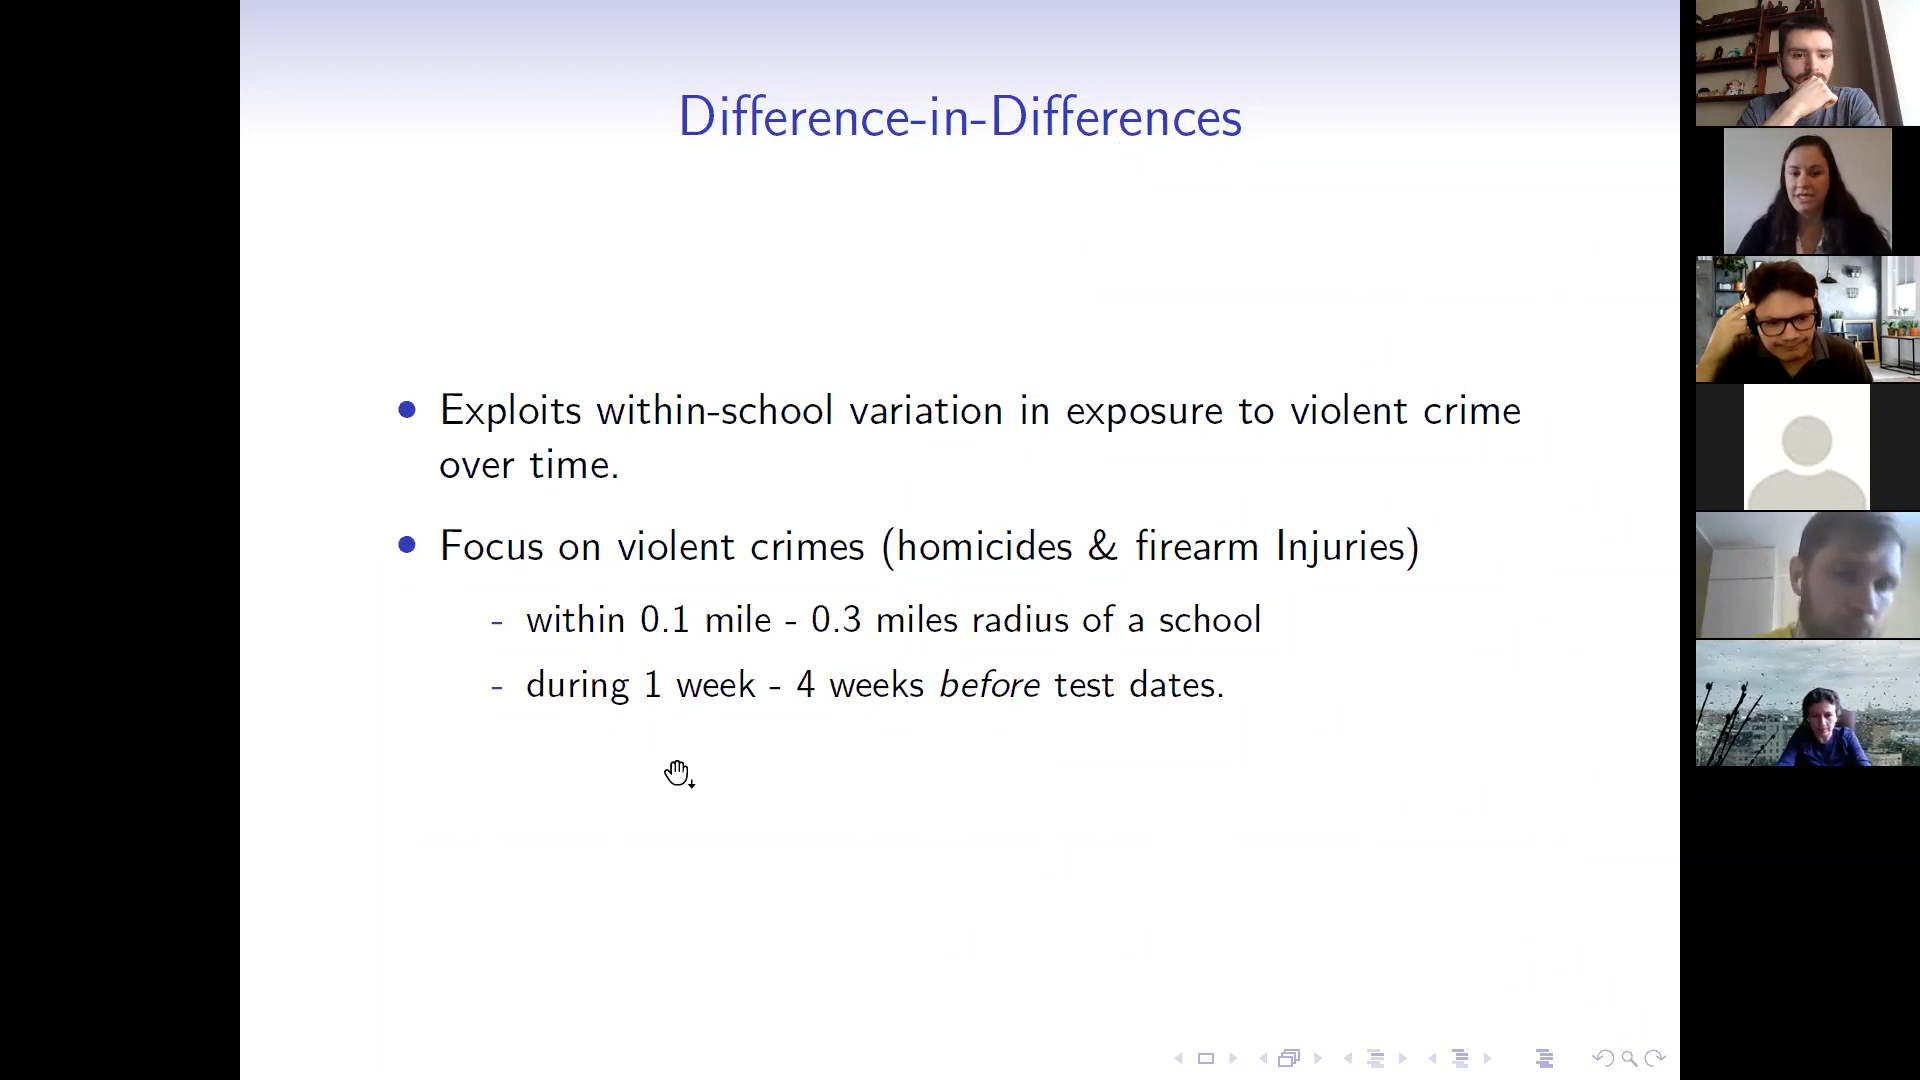 Difference-in-Differences
Exploits within-school variation in exposure to violent crime
over time.
Focus on violent crimes (homicides & firearm Injuries)
- within 0.1 mile - 0.3 miles radius of a school
- during 1 week - 4 weeks before test dates.